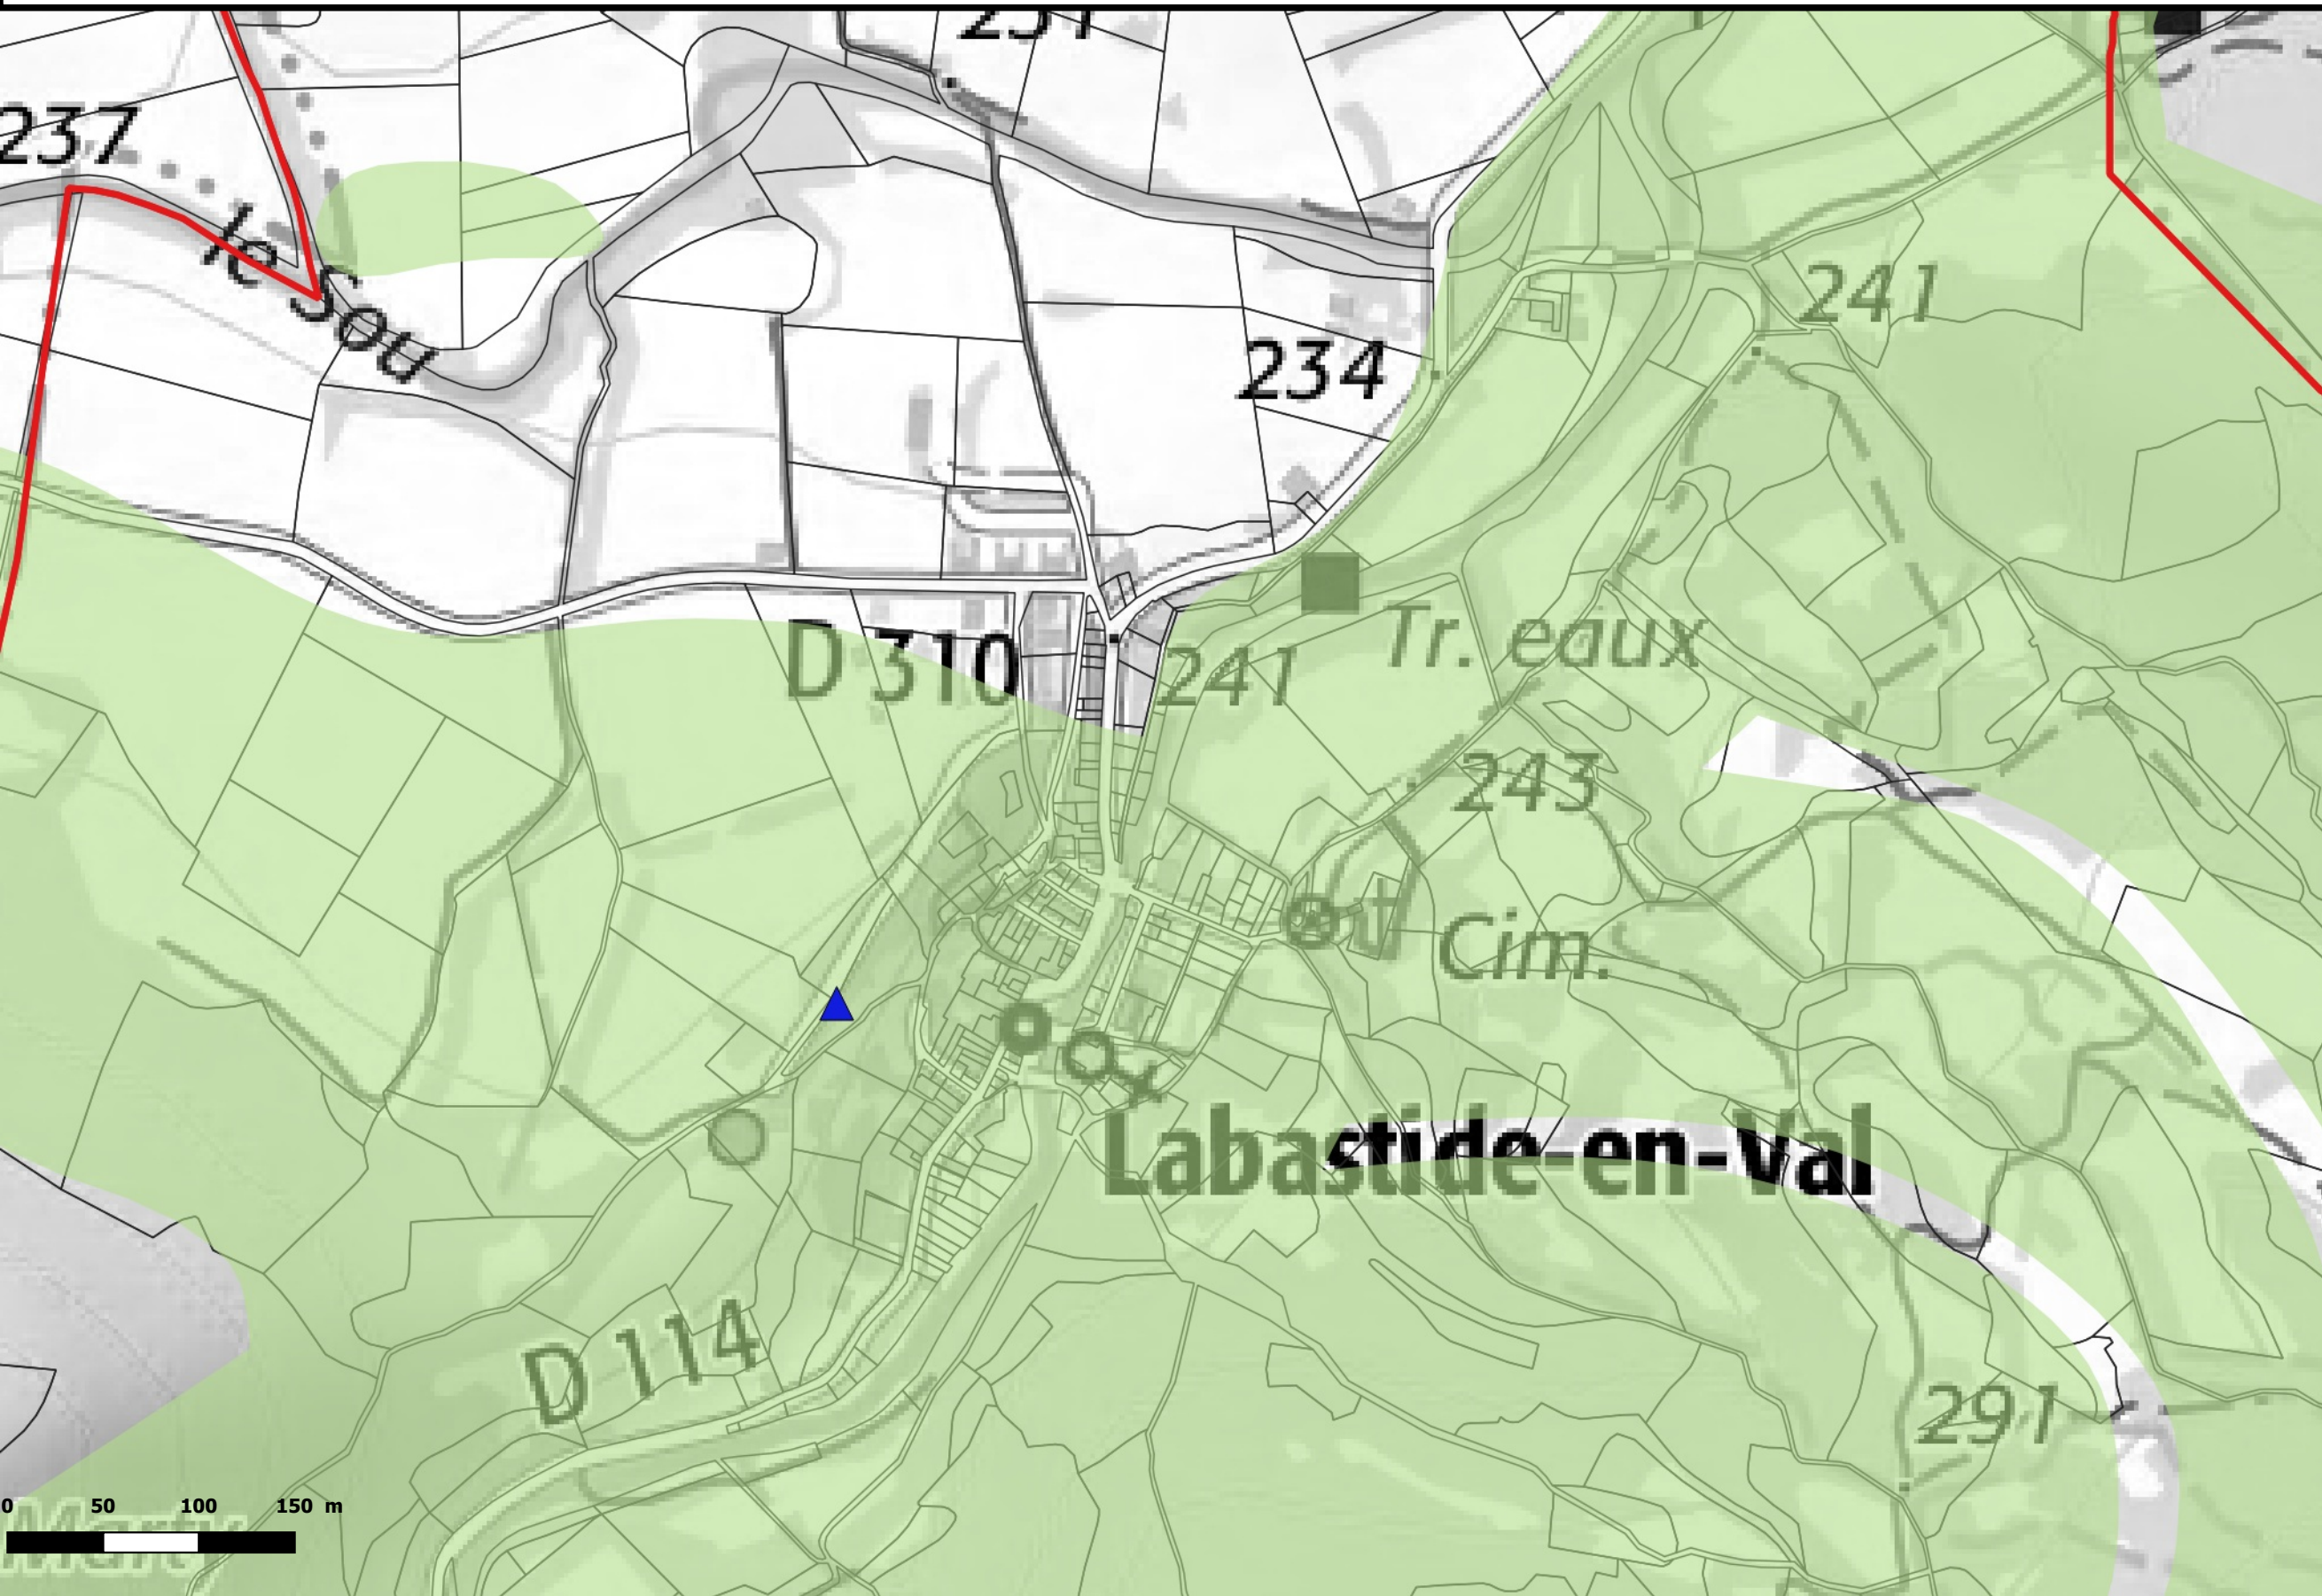 237
le Sou
234
241
D 310
241
Tr. eaux
243
Cim.
Labastide-en-Val
D 114
291
0 50 100 150 m